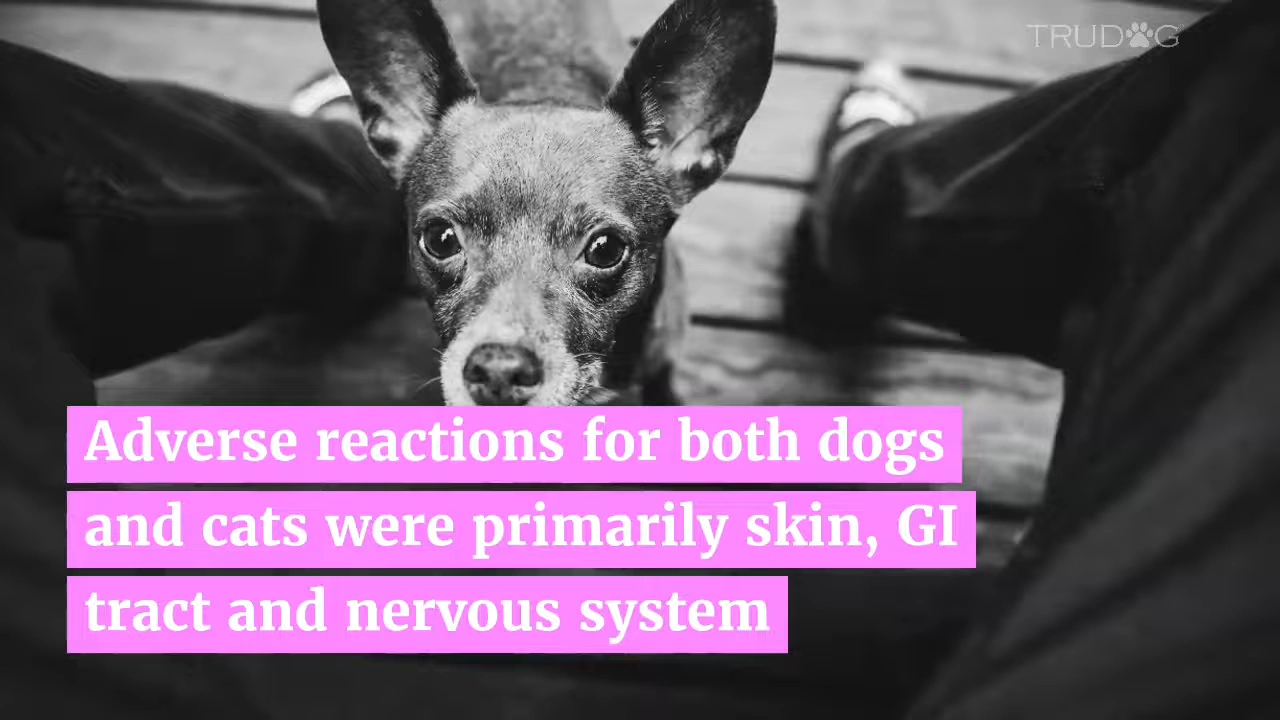 TRUDOG
Adverse reactions for both dogs
and cats were primarily skin, GI
tract and nervous system